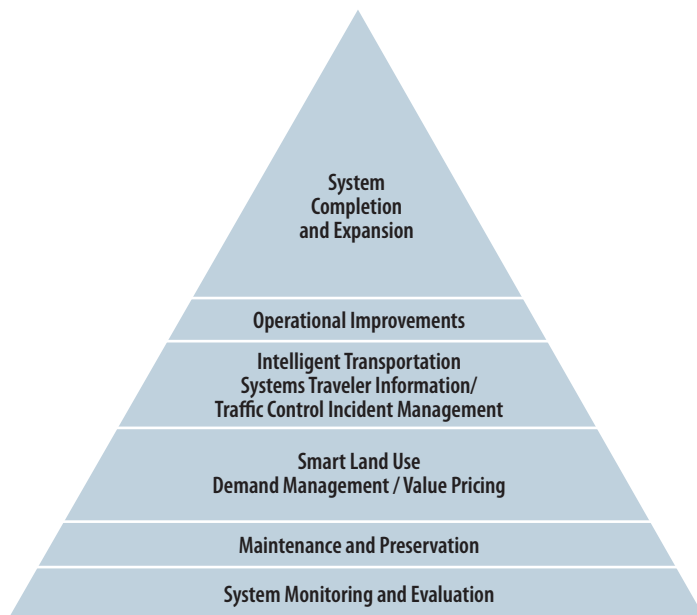 System
Completion
and Expansion
Operational Improvements
Intelligent Transportation
Systems Traveler Information/
Traffic Control Incident Management
Smart Land Use
Demand Management / Value Pricing
Maintenance and Preservation
System Monitoring and Evaluation